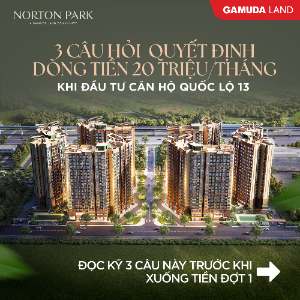 NORTON PARK
GAMUDA LAND
3 CÂU HỎI QUYẾT ĐỊNH
DÒNG TIỀN 20 TRIỆU/THÁNG
KHI ĐẦU TƯ CĂN HỘ QUỐC LỘ 13
ĐỌC KỸ 3 CÂU NÀY TRƯỚC KHI
XUỐNG TIỀN ĐỢT 1